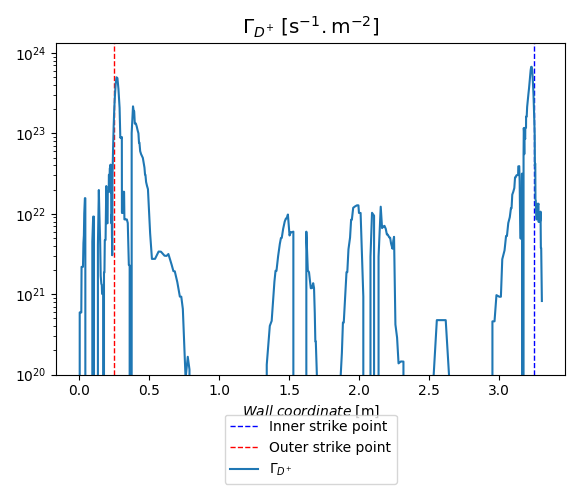 Γ_{D⁺} [s⁻¹.m⁻²]
10²⁴
10²³
10²²
10²¹
10²⁰
0.0 0.5 1.0 1.5 2.0 2.5 3.0
Wall coordinate [m]
Inner strike point
Outer strike point
Γ_{D⁺}